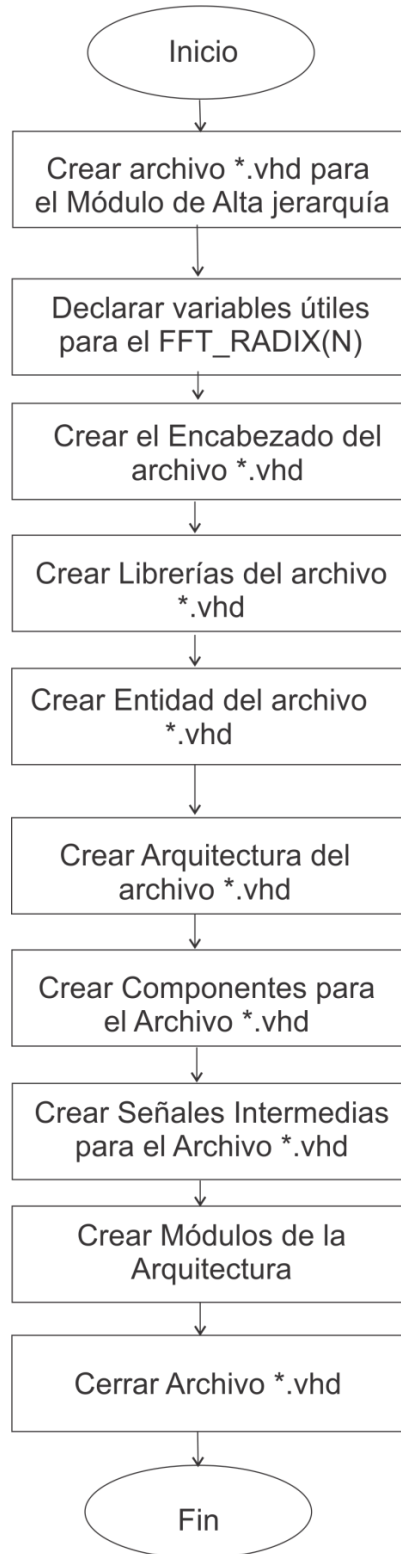 Inicio
Crear archivo *.vhd para
el Módulo de Alta jerarquía
Declarar variables útiles
para el FFT_RADIX(N)
Crear el Encabezado del
archivo *.vhd
Crear Librerías del archivo
*.vhd
Crear Entidad del archivo
*.vhd
Crear Arquitectura del
archivo *.vhd
Crear Componentes para
el Archivo *.vhd
Crear Señales Intermedias
para el Archivo *.vhd
Crear Módulos de la
Arquitectura
Cerrar Archivo *.vhd
Fin